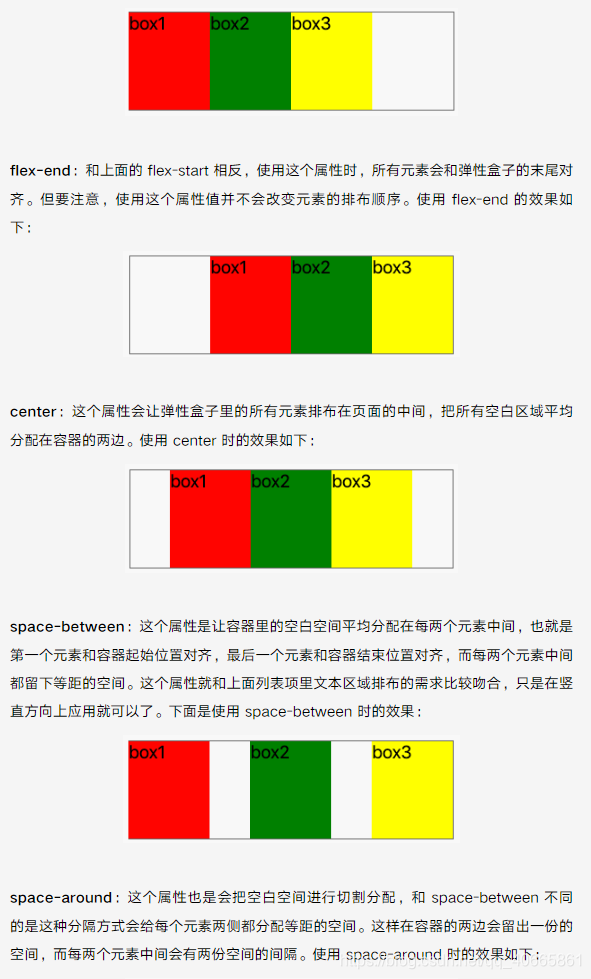 box1 box2 box3
flex-end：和上面的 flex-start 相反，使用这个属性时，所有元素会和弹性盒子的末尾对
齐。但要注意，使用这个属性值并不会改变元素的排布顺序。使用 flex-end 的效果如
下：
box1 box2 box3
center：这个属性会让弹性盒子里的所有元素排布在页面的中间，把所有空白区域平均
分配在容器的两边。使用 center 时的效果如下：
box1 box2 box3
space-between：这个属性是让容器里的空白空间平均分配在每两个元素中间，也就是
第一个元素和容器起始位置对齐，最后一个元素和容器结束位置对齐，而每两个元素中间
都留下等距的空间。这个属性就和上面列表项里文本区域排布的需求比较吻合，只是在竖
直方向上应用就可以了。下面是使用 space-between 时的效果：
box1 box2 box3
space-around：这个属性也是会把空白空间进行切割分配，和 space-between 不同
的是这种分隔方式会给每个元素两侧都分配等距的空间。这样在容器的两边会留出一份的
空间，而每两个元素中间会有两份空间的间隔。使用 space-around 时的效果如下：
https://blog.csdn.net/qq_40665861